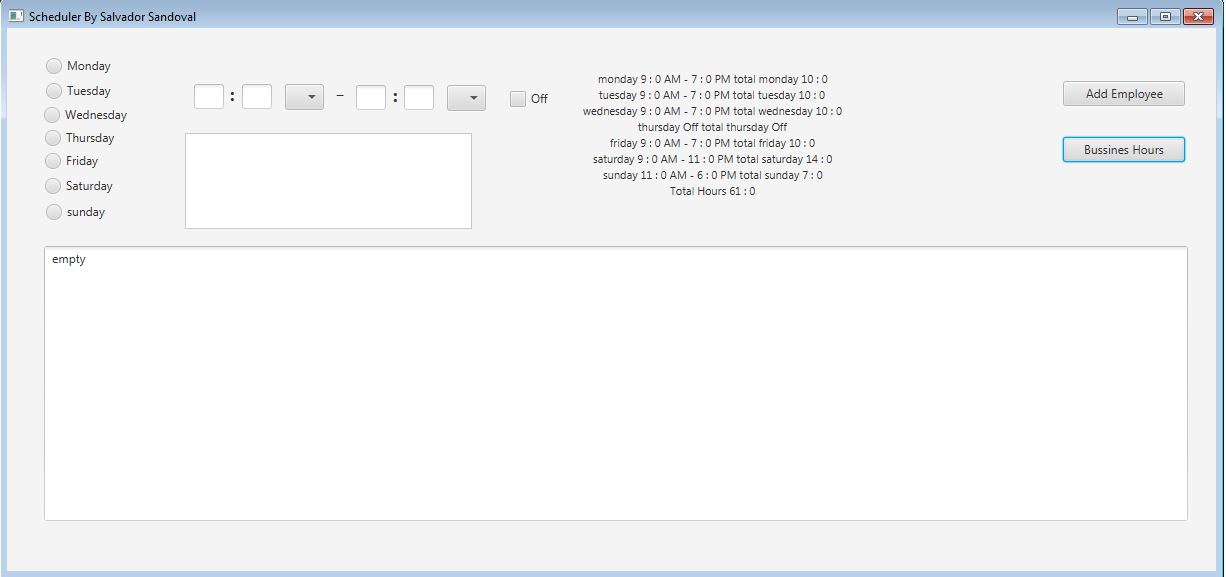 Scheduler By Salvador Sandoval
Monday
Tuesday
Wednesday
Thursday
Friday
Saturday
sunday
: – : Off
monday 9 : 0 AM - 7 : 0 PM total monday 10 : 0
tuesday 9 : 0 AM - 7 : 0 PM total tuesday 10 : 0
wednesday 9 : 0 AM - 7 : 0 PM total wednesday 10 : 0
thursday Off total thursday Off
friday 9 : 0 AM - 7 : 0 PM total friday 10 : 0
saturday 9 : 0 AM - 11 : 0 PM total saturday 14 : 0
sunday 11 : 0 AM - 6 : 0 PM total sunday 7 : 0
Total Hours 61 : 0
Add Employee
Bussines Hours
empty